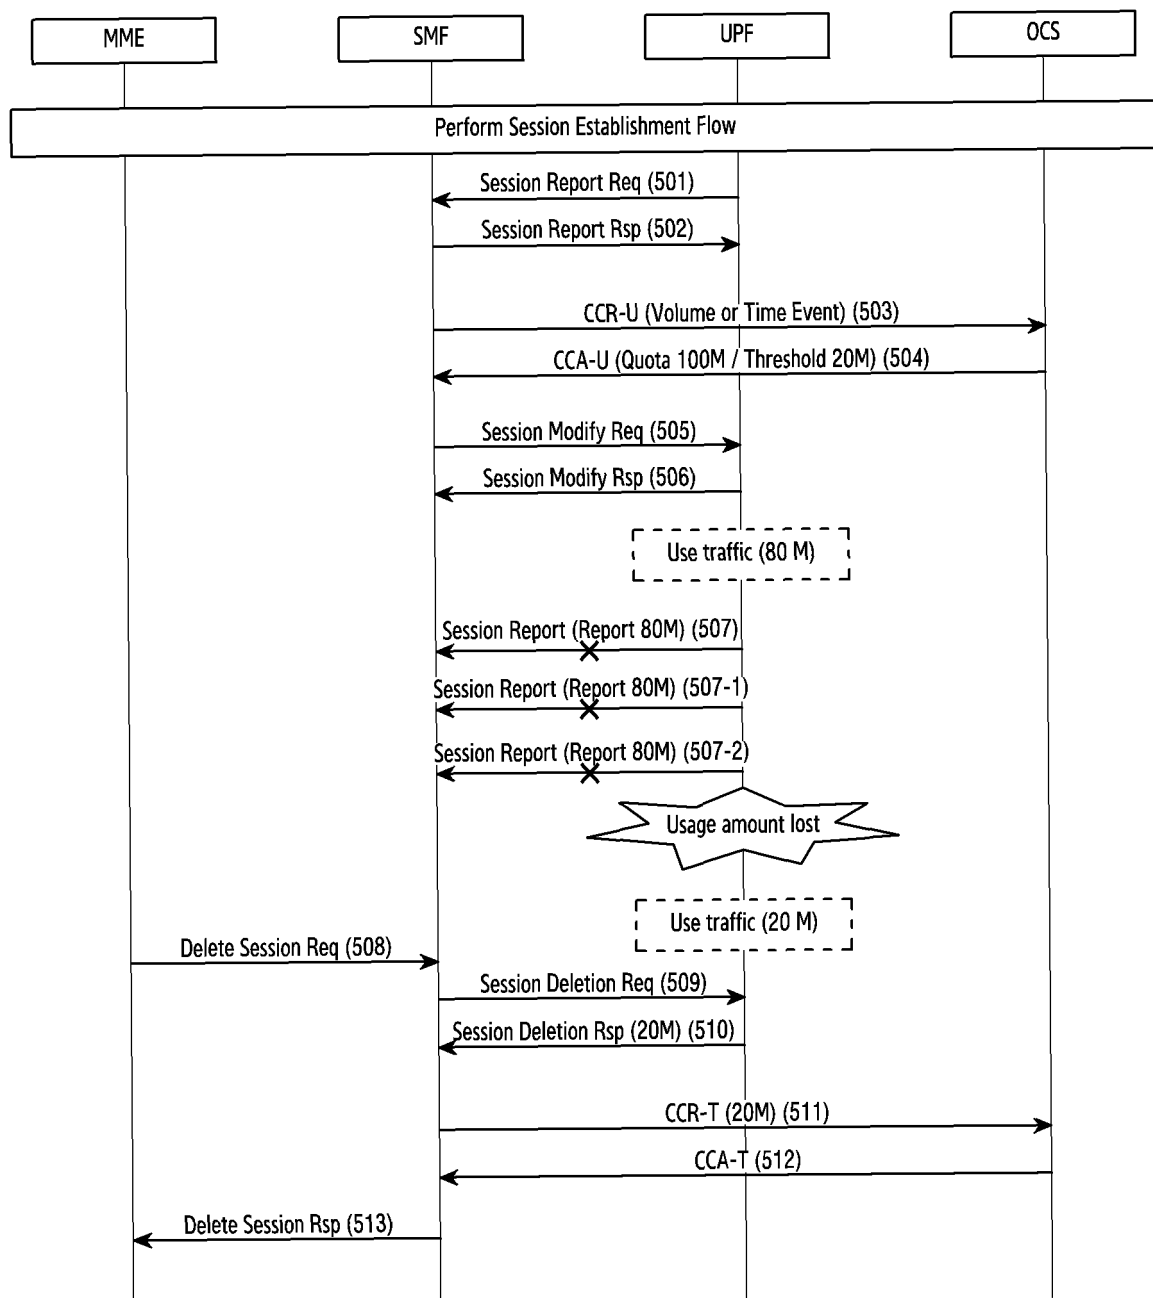 MME
SMF
UPF
OCS
Perform Session Establishment Flow
Session Report Req (501)
Session Report Rsp (502)
CCR-U (Volume or Time Event) (503)
CCA-U (Quota 100M / Threshold 20M) (504)
Session Modify Req (505)
Session Modify Rsp (506)
Use traffic (80 M)
Session Report (Report 80M) (507)
Session Report (Report 80M) (507-1)
Session Report (Report 80M) (507-2)
Usage amount lost
Use traffic (20 M)
Delete Session Req (508)
Session Deletion Req (509)
Session Deletion Rsp (20M) (510)
CCR-T (20M) (511)
CCA-T (512)
Delete Session Rsp (513)